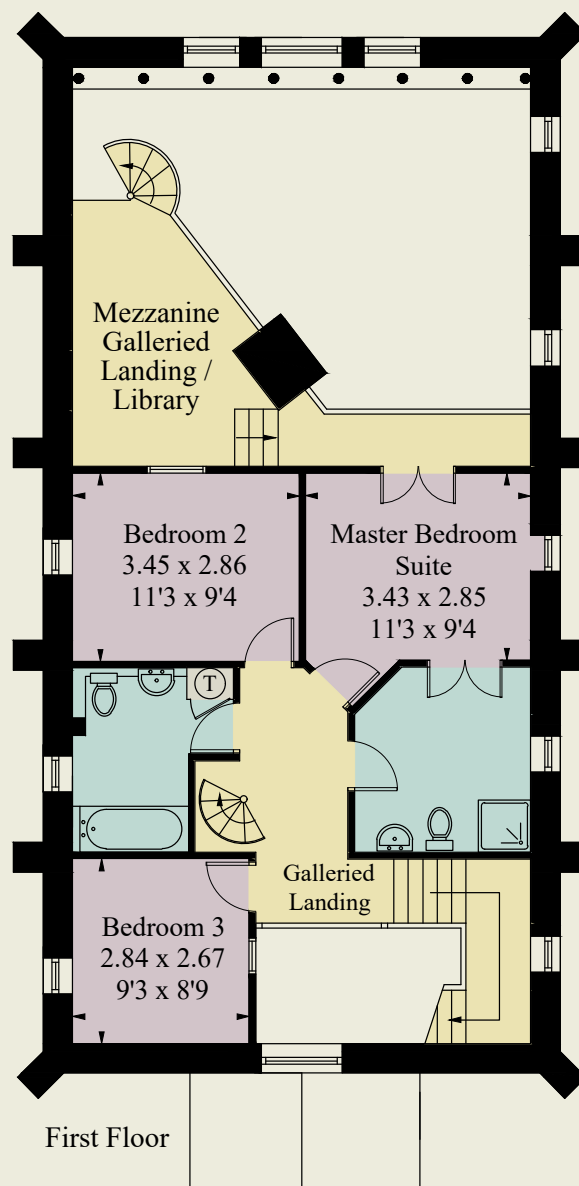 Mezzanine
Galleried
Landing /
Library
Bedroom 2
3.45 x 2.86
11'3 x 9'4
Master Bedroom
Suite
3.43 x 2.85
11'3 x 9'4
T
Galleried
Landing
Bedroom 3
2.84 x 2.67
9'3 x 8'9
First Floor